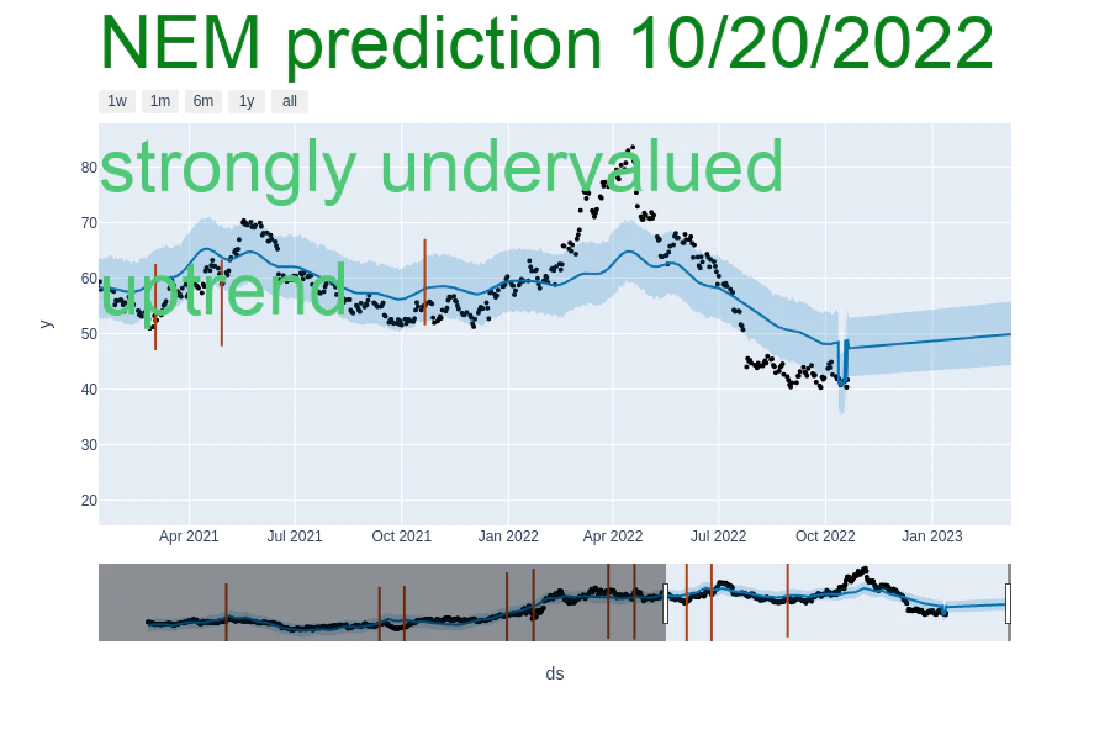 NEM prediction 10/20/2022
1w 1m 6m 1y all
strongly undervalued
80
70
uptrend
60
y
50
40
30
20
Apr 2021 Jul 2021 Oct 2021 Jan 2022 Apr 2022 Jul 2022 Oct 2022 Jan 2023
ds